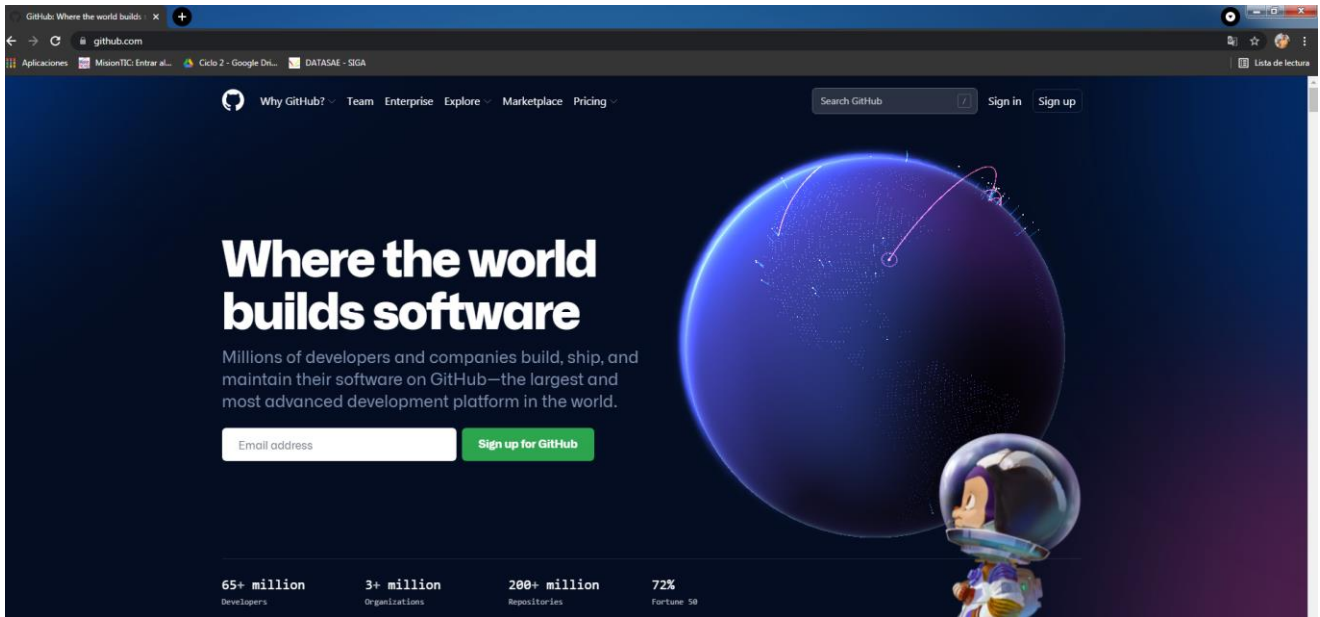 GitHub: Where the world builds s
github.com
Aplicaciones MisionTIC: Entrar al... Ciclo 2 - Google Dri... DATASAE - SIGA Lista de lectura
Why GitHub? Team Enterprise Explore Marketplace Pricing Search GitHub / Sign in Sign up
Where the world
builds software
Millions of developers and companies build, ship, and
maintain their software on GitHub—the largest and
most advanced development platform in the world.
Email address Sign up for GitHub
65+ million 3+ million 200+ million 72%
Developers Organizations Repositories Fortune 50